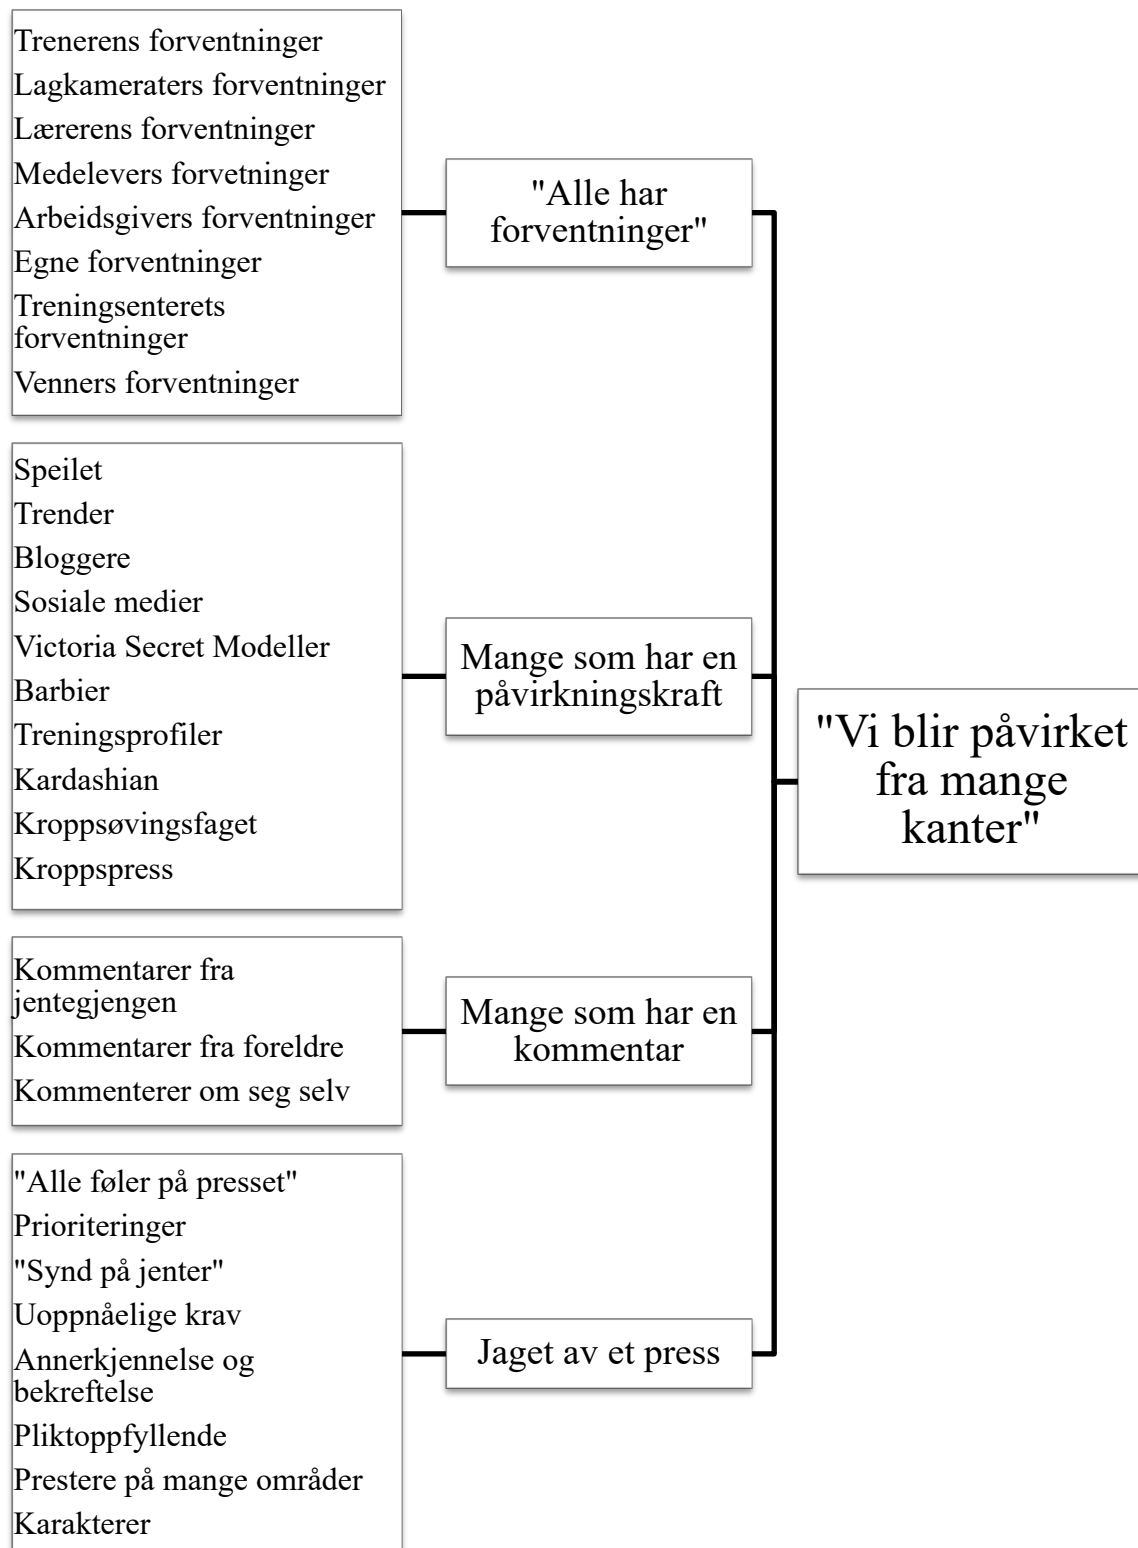 Trenerens forventninger
Lagkameraters forventninger
Lærerens forventninger
Medelevers forvetninger
Arbeidsgivers forventninger
Egne forventninger
Treningsenterets
forventninger
Venners forventninger
"Alle har
forventninger"
Speilet
Trender
Bloggere
Sosiale medier
Victoria Secret Modeller
Barbier
Treningsprofiler
Kardashian
Kroppsøvingsfaget
Kroppspress
Mange som har en
påvirkningskraft
Kommentarer fra
jentegjengen
Kommentarer fra foreldre
Kommenterer om seg selv
Mange som har en
kommentar
"Alle føler på presset"
Prioriteringer
"Synd på jenter"
Uoppnåelige krav
Annerkjennelse og
bekreftelse
Pliktoppfyllende
Prestere på mange områder
Karakterer
Jaget av et press
"Vi blir påvirket
fra mange
kanter"